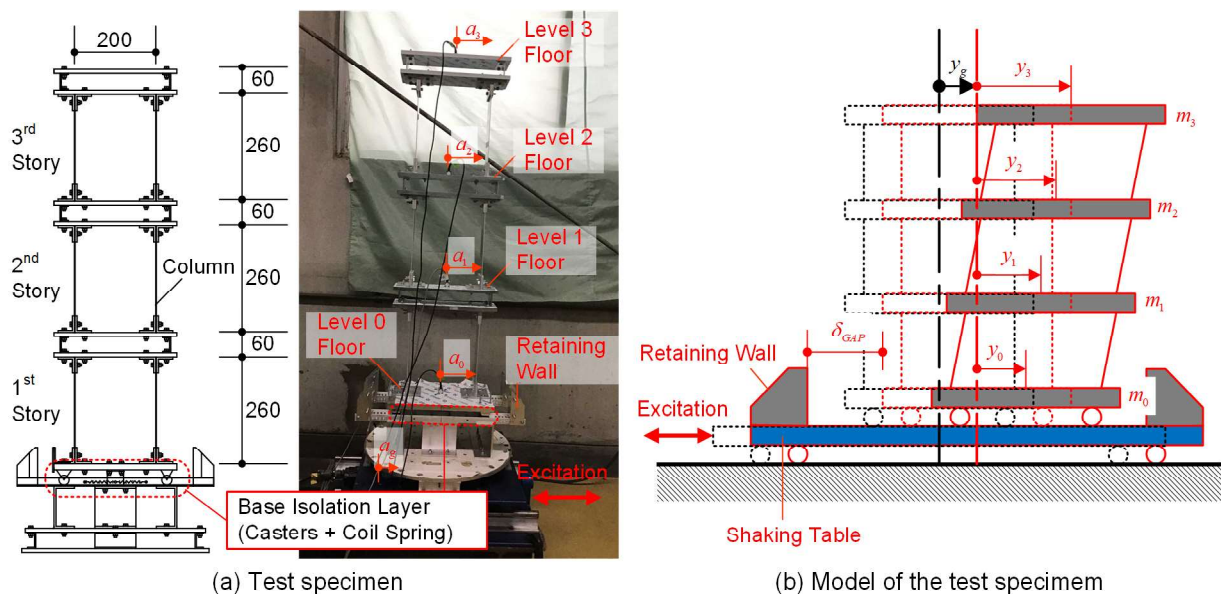 200
60
260
60
260
60
260
3rd
Story
2nd
Story
1st
Story
Column
Base Isolation Layer
(Casters + Coil Spring)
a3
Level 3
Floor
Level 2
Floor
a2
Level 1
Floor
a1
Level 0
Floor
a0
Retaining
Wall
ag
Excitation
(a) Test specimen
yg
y3
m3
y2
m2
y1
m1
δGAP
y0
m0
Retaining Wall
Excitation
Shaking Table
(b) Model of the test specimem